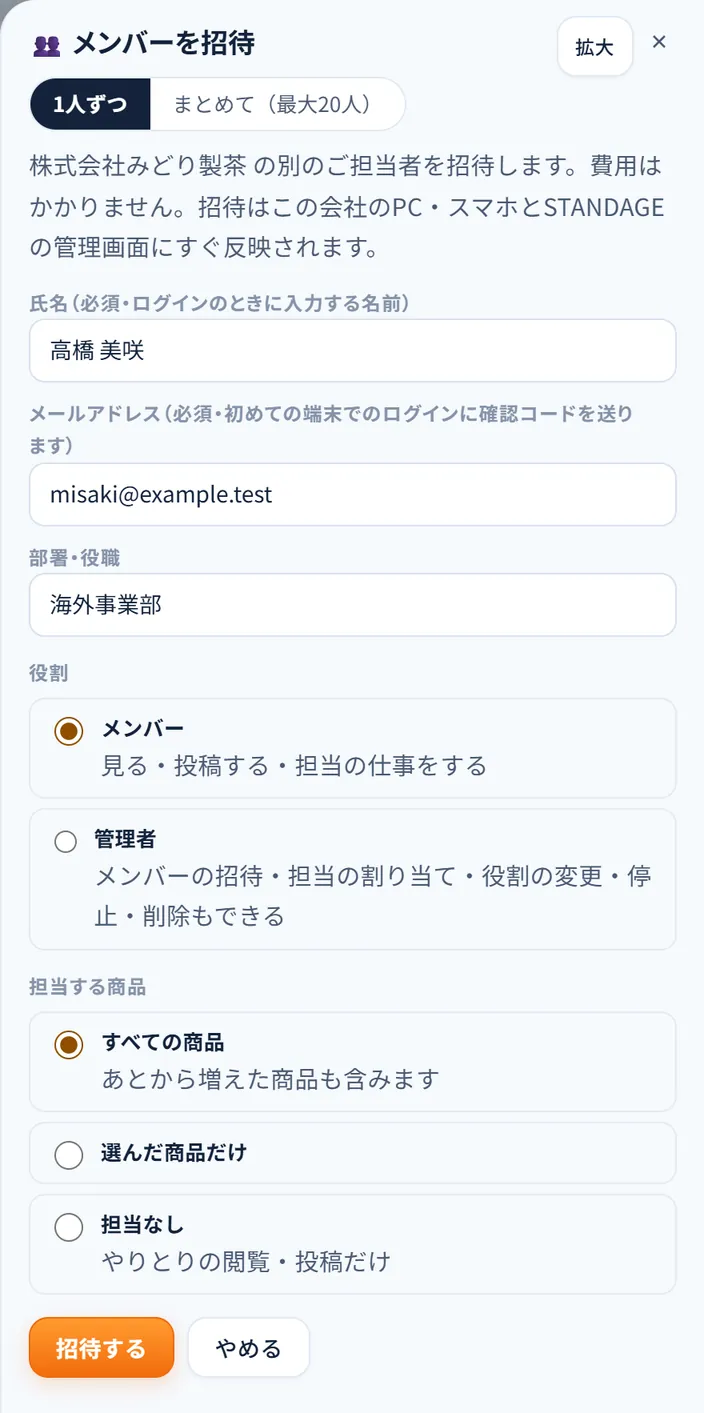 メンバーを招待
拡大
×
1人ずつ
まとめて（最大20人）
株式会社みどり製茶 の別のご担当者を招待します。費用は
かかりません。招待はこの会社のPC・スマホとSTANDAGE
の管理画面にすぐ反映されます。
氏名（必須・ログインのときに入力する名前）
高橋 美咲
メールアドレス（必須・初めての端末でのログインに確認コードを送り
ます）
misaki@example.test
部署・役職
海外事業部
役割
メンバー
見る・投稿する・担当の仕事をする
管理者
メンバーの招待・担当の割り当て・役割の変更・停
止・削除もできる
担当する商品
すべての商品
あとから増えた商品も含みます
選んだ商品だけ
担当なし
やりとりの閲覧・投稿だけ
招待する
やめる